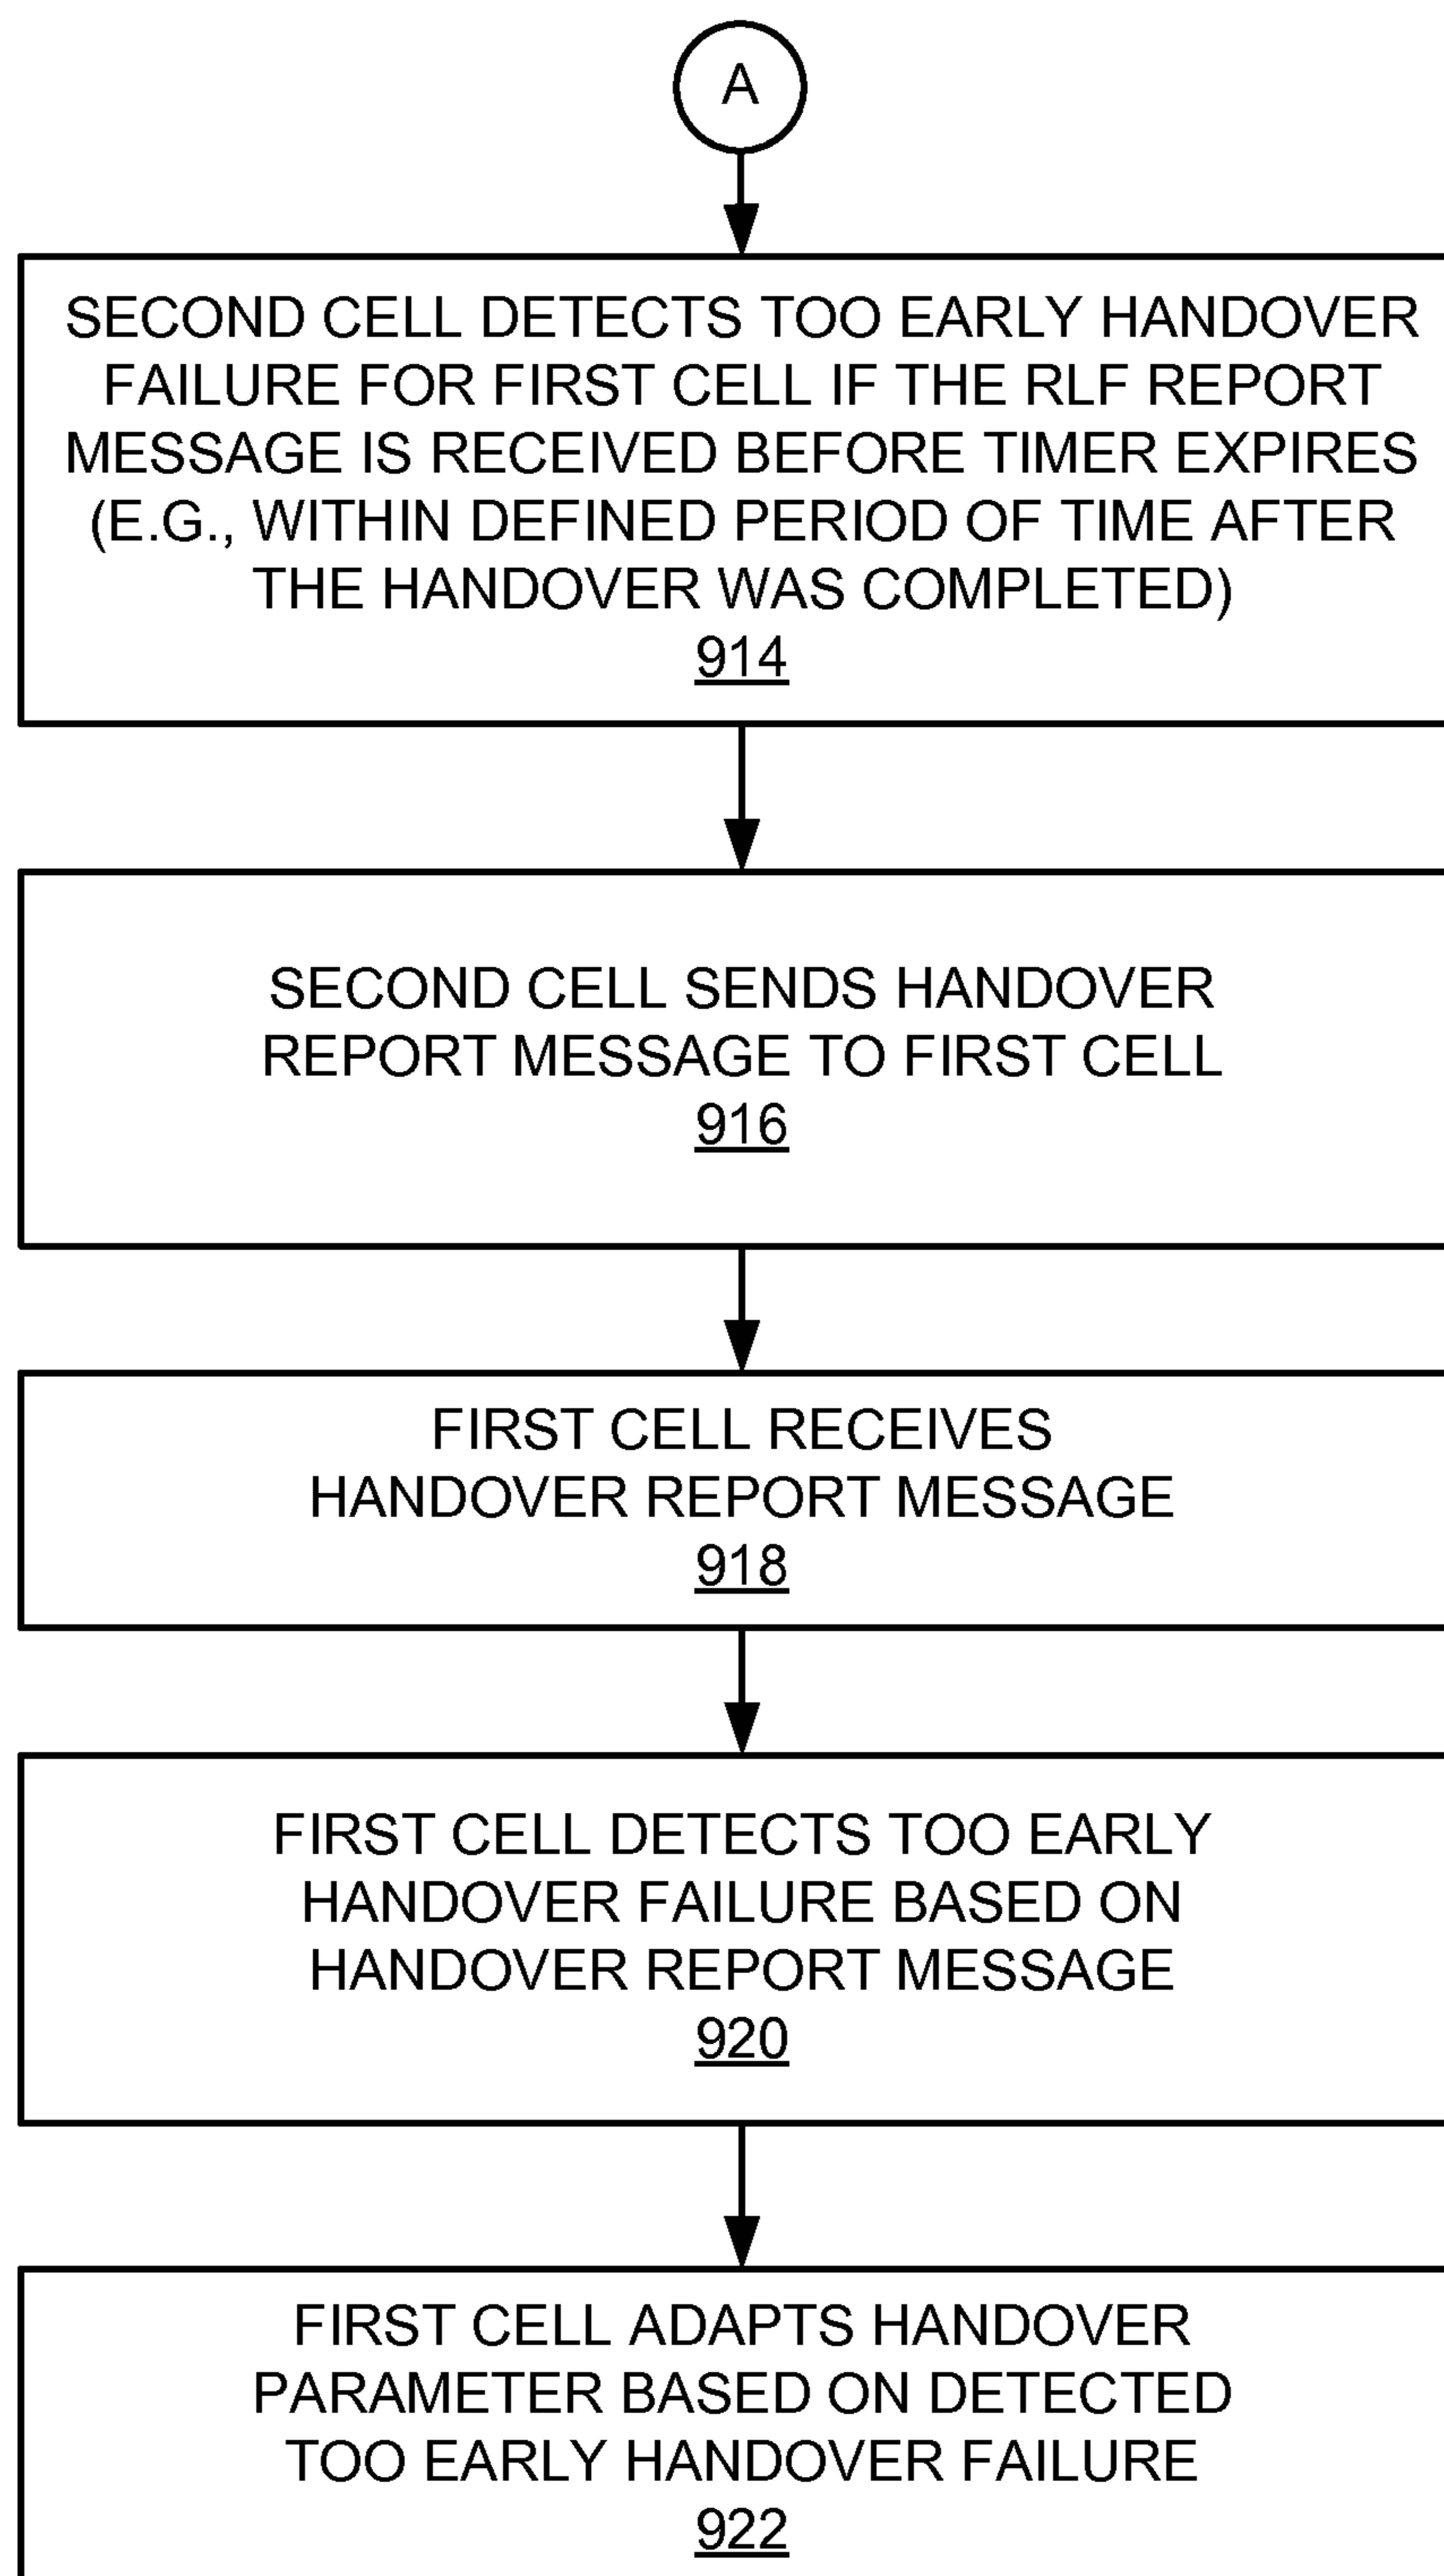 A
SECOND CELL DETECTS TOO EARLY HANDOVER
FAILURE FOR FIRST CELL IF THE RLF REPORT
MESSAGE IS RECEIVED BEFORE TIMER EXPIRES
(E.G., WITHIN DEFINED PERIOD OF TIME AFTER
THE HANDOVER WAS COMPLETED)
914
SECOND CELL SENDS HANDOVER
REPORT MESSAGE TO FIRST CELL
916
FIRST CELL RECEIVES
HANDOVER REPORT MESSAGE
918
FIRST CELL DETECTS TOO EARLY
HANDOVER FAILURE BASED ON
HANDOVER REPORT MESSAGE
920
FIRST CELL ADAPTS HANDOVER
PARAMETER BASED ON DETECTED
TOO EARLY HANDOVER FAILURE
922